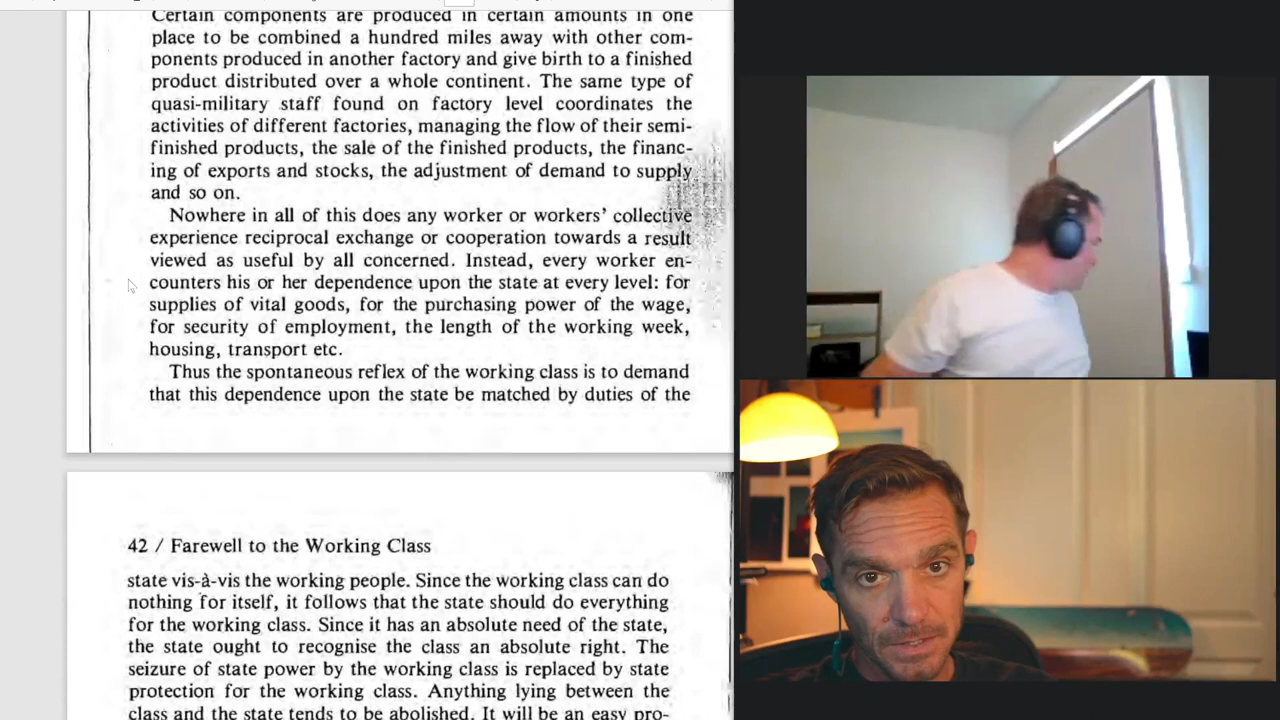 Certain components are produced in certain amounts in one
place to be combined a hundred miles away with other com-
ponents produced in another factory and give birth to a finished
product distributed over a whole continent. The same type of
quasi-military staff found on factory level coordinates the
activities of different factories, managing the flow of their semi-
finished products, the sale of the finished products, the financ-
ing of exports and stocks, the adjustment of demand to supply
and so on.
Nowhere in all of this does any worker or workers' collective
experience reciprocal exchange or cooperation towards a result
viewed as useful by all concerned. Instead, every worker en-
counters his or her dependence upon the state at every level: for
supplies of vital goods, for the purchasing power of the wage,
for security of employment, the length of the working week,
housing, transport etc.
Thus the spontaneous reflex of the working class is to demand
that this dependence upon the state be matched by duties of the
42 / Farewell to the Working Class
state vis-à-vis the working people. Since the working class can do
nothing for itself, it follows that the state should do everything
for the working class. Since it has an absolute need of the state,
the state ought to recognise the class an absolute right. The
seizure of state power by the working class is replaced by state
protection for the working class. Anything lying between the
class and the state tends to be abolished. It will be an easy pro-